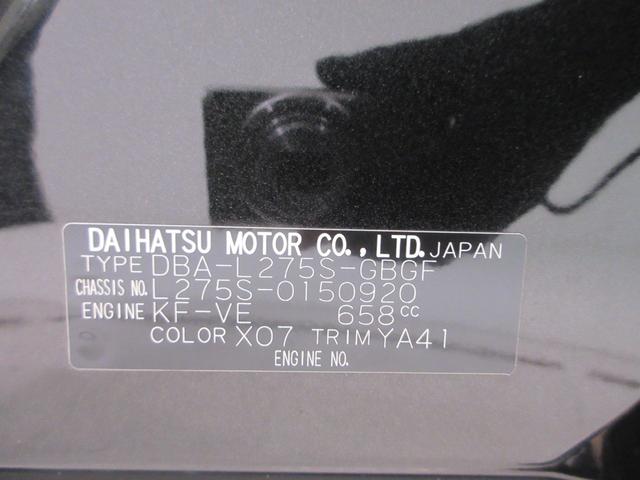 DAIHATSU MOTOR CO.,LTD. JAPAN
TYPE DBA-L275S-GBGF
CHASSIS NO. L275S-0150920
ENGINE KF-VE 658cc
COLOR X07 TRIM YA41
ENGINE NO.